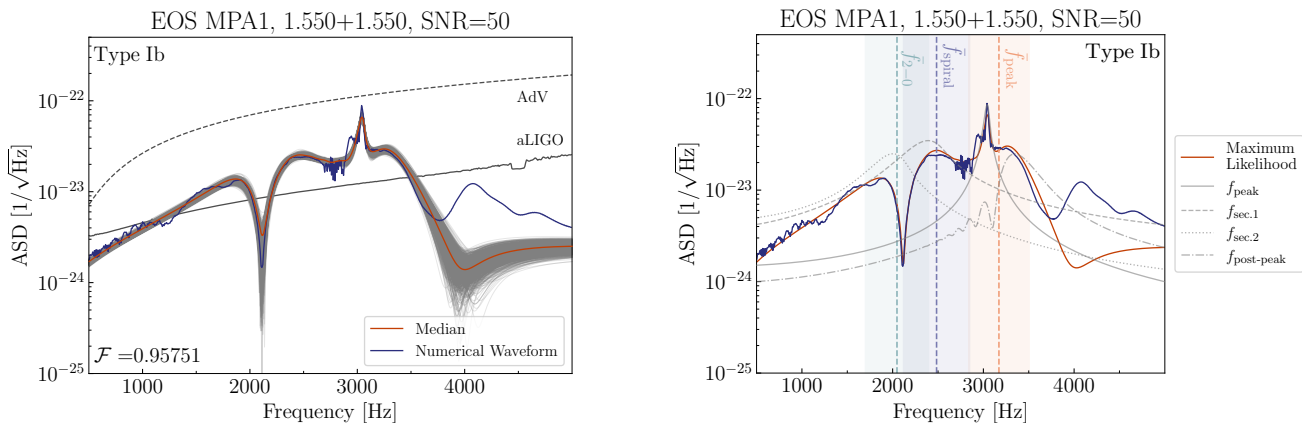 EOS MPA1, 1.550+1.550, SNR=50
Type Ib
AdV
aLIGO
Median
Numerical Waveform
𝓕 =0.95751
ASD [1/√Hz]
10⁻²²
10⁻²³
10⁻²⁴
10⁻²⁵
1000 2000 3000 4000
Frequency [Hz]
EOS MPA1, 1.550+1.550, SNR=50
Type Ib
f̄₂₋₀
f̄spiral
f̄peak
ASD [1/√Hz]
10⁻²²
10⁻²³
10⁻²⁴
10⁻²⁵
1000 2000 3000 4000
Frequency [Hz]
Maximum
Likelihood
fpeak
fsec.1
fsec.2
fpost-peak